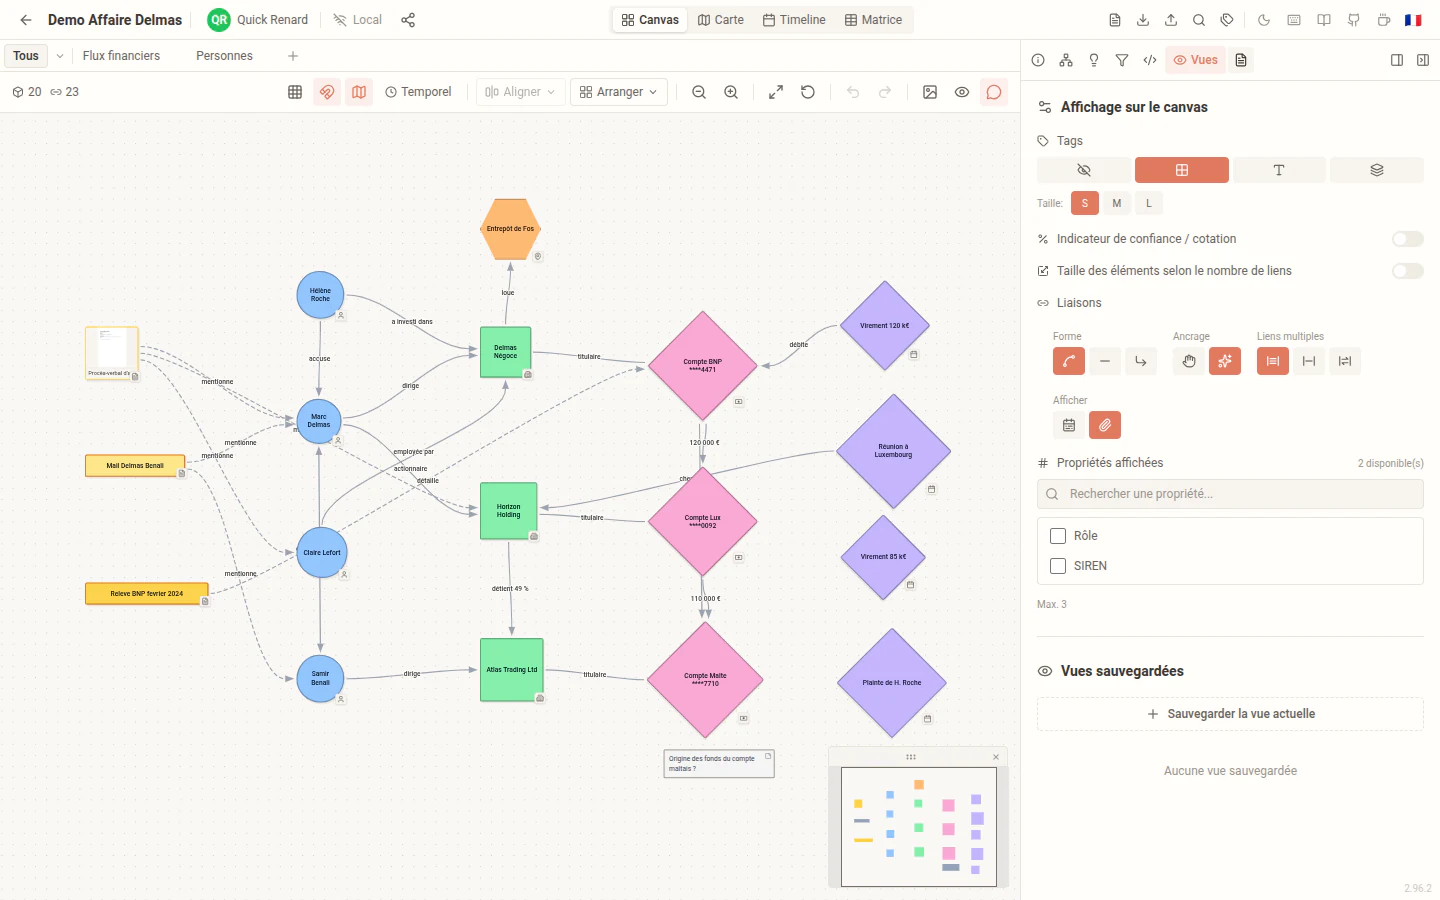 Demo Affaire Delmas
QR
Quick Renard
Local
Canvas
Carte
Timeline
Matrice
Tous
Flux financiers
Personnes
20
23
Temporel
Aligner
Arranger
Vues
Affichage sur le canvas
Tags
Taille:
S
M
L
Indicateur de confiance / cotation
Taille des éléments selon le nombre de liens
Liaisons
Forme
Ancrage
Liens multiples
Afficher
Propriétés affichées
2 disponible(s)
Rechercher une propriété...
Rôle
SIREN
Max. 3
Vues sauvegardées
Sauvegarder la vue actuelle
Aucune vue sauvegardée
2.96.2
Entrepôt de Fos
loue
Hélène
Roche
a investi dans
accuse
Delmas
Négoce
titulaire
Compte BNP
****4471
débite
Virement 120 k€
mentionne
Marc
Delmas
dirige
mentionne
mentionne
Mail Delmas Benali
employée par
actionnaire
détaille
120 000 €
Réunion à
Luxembourg
Horizon
Holding
titulaire
Compte Lux
****0092
Claire Lefort
Virement 85 k€
mentionne
Releve BNP fevrier 2024
détient 49 %
110 000 €
Samir
Benali
dirige
Atlas Trading Ltd
titulaire
Compte Malte
****7710
Plainte de H. Roche
Origine des fonds du compte
maltais ?